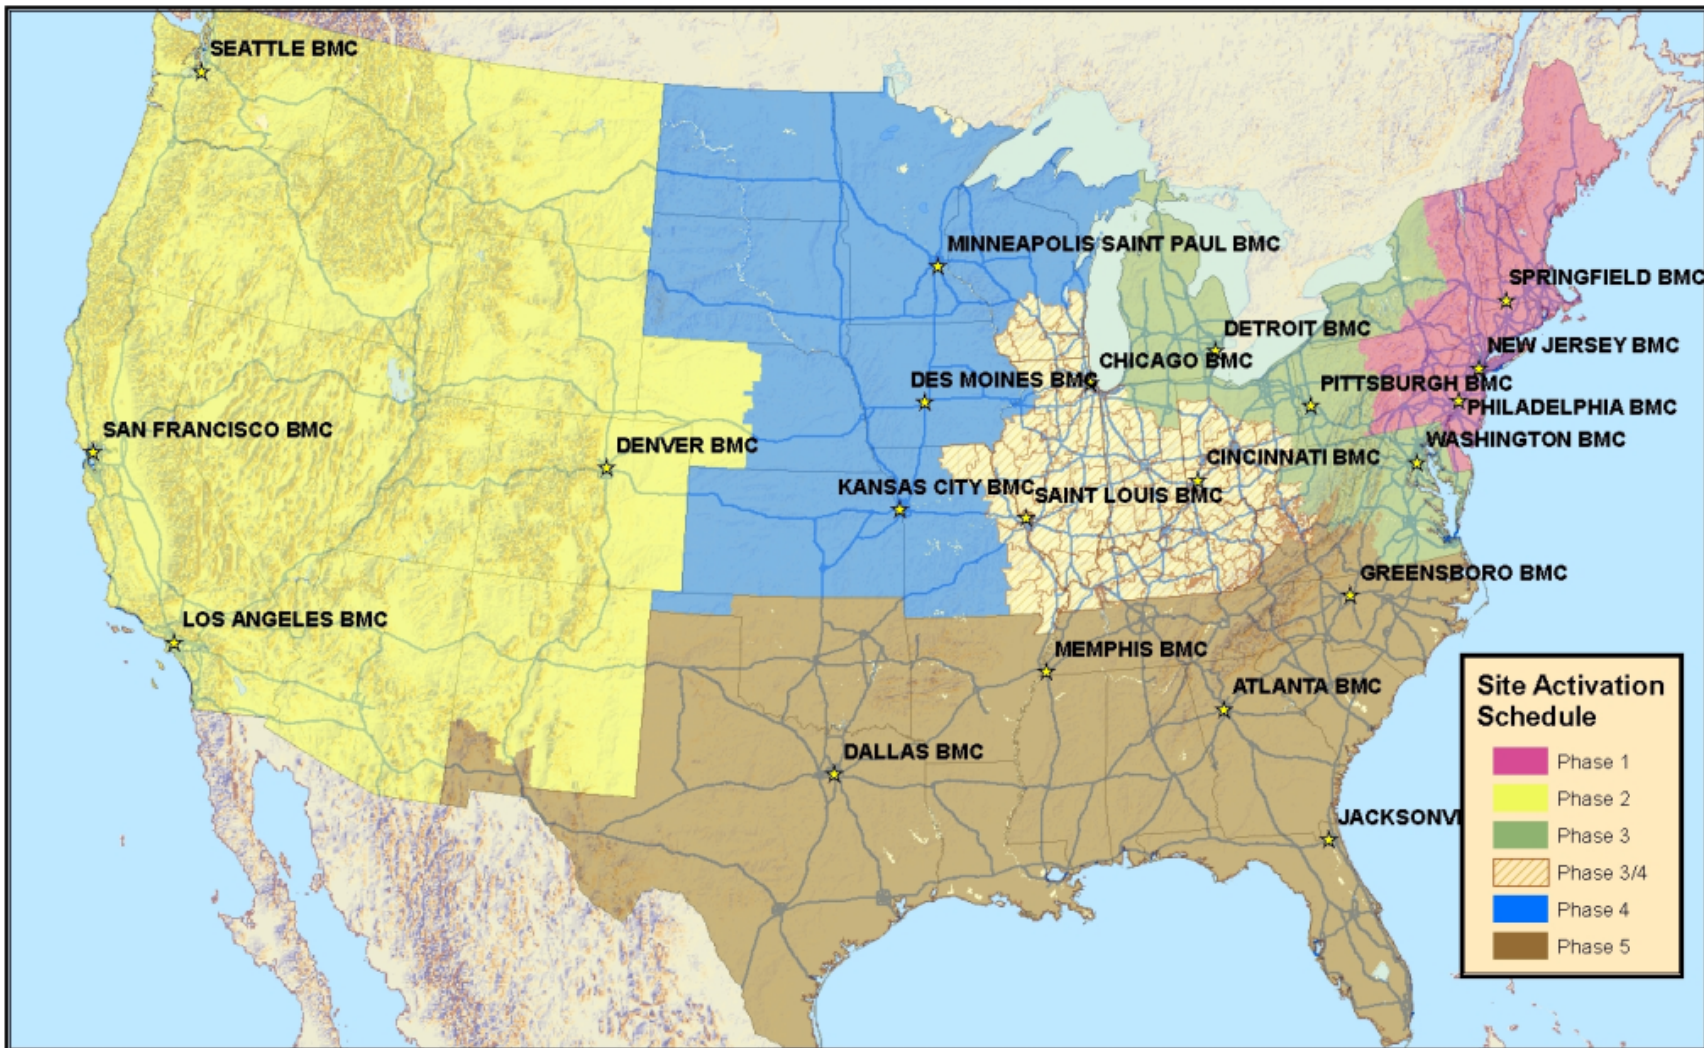 SEATTLE BMC
MINNEAPOLIS SAINT PAUL BMC
SPRINGFIELD BMC
DETROIT BMC
NEW JERSEY BMC
CHICAGO BMC
DES MOINES BMC
PITTSBURGH BMC
PHILADELPHIA BMC
SAN FRANCISCO BMC
DENVER BMC
WASHINGTON BMC
CINCINNATI BMC
KANSAS CITY BMC
SAINT LOUIS BMC
GREENSBORO BMC
LOS ANGELES BMC
MEMPHIS BMC
ATLANTA BMC
DALLAS BMC
JACKSONVI
Site Activation
Schedule
Phase 1
Phase 2
Phase 3
Phase 3/4
Phase 4
Phase 5